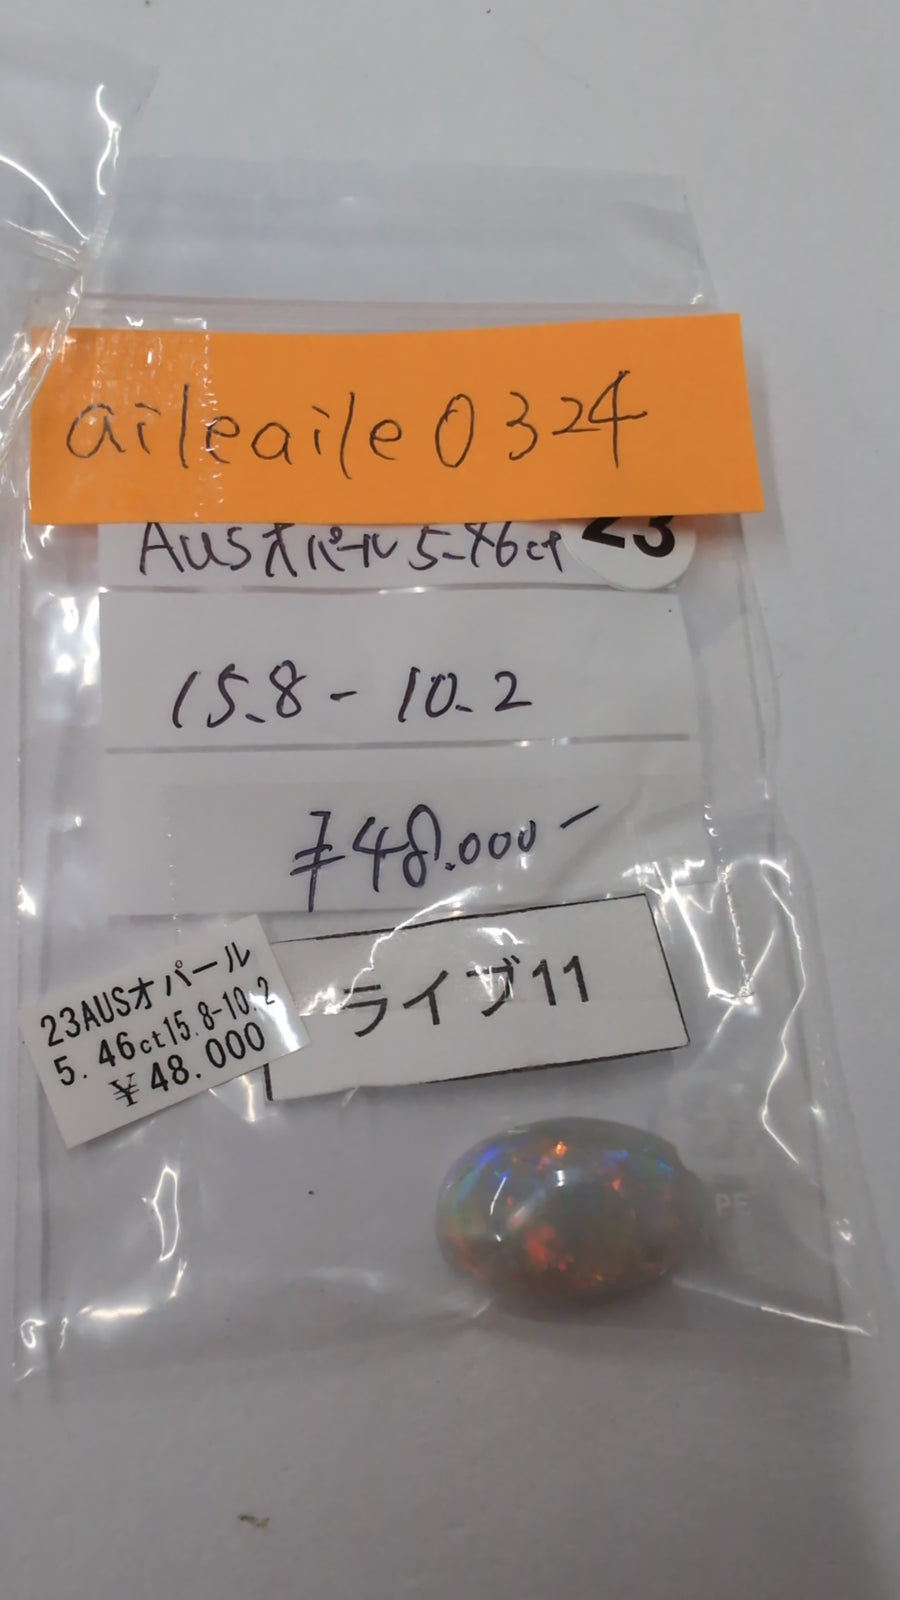 aileaile0324
AUSオパール 5.46ct
23
15.8 - 10.2
¥48.000-
ライブ11
23AUSオパール
5.46ct15.8-10.2
¥48.000
PE